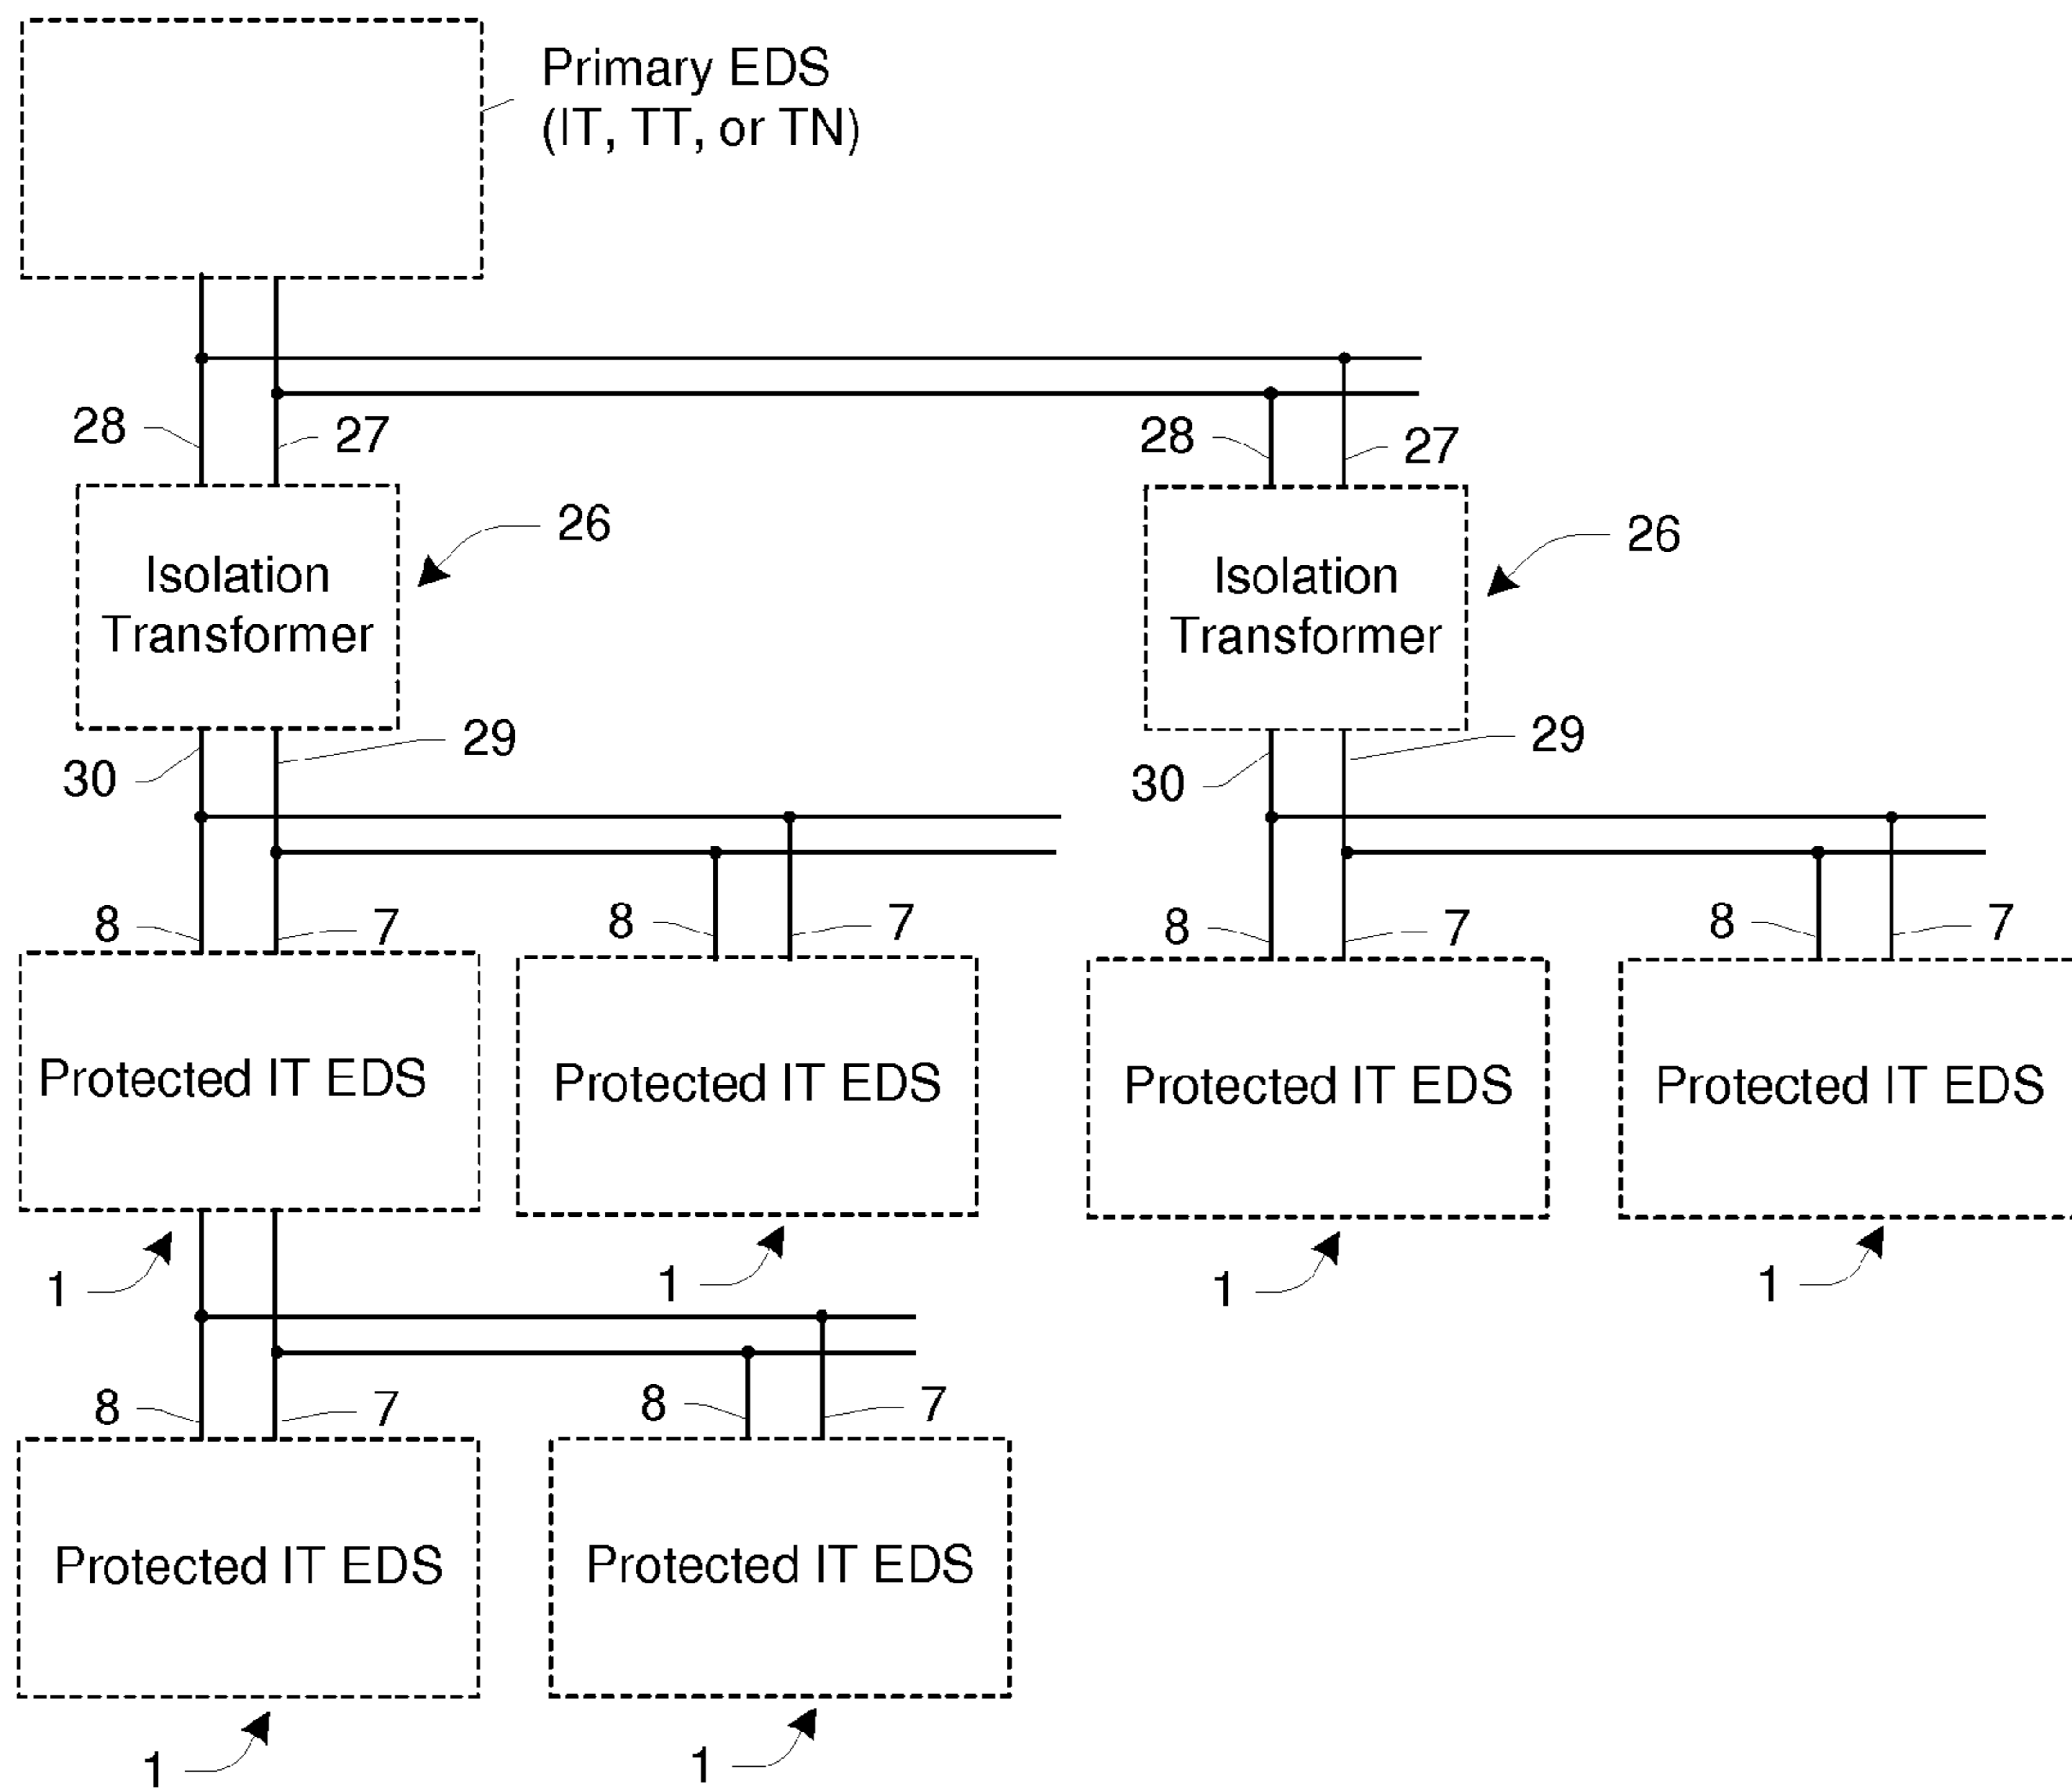 Primary EDS
(IT, TT, or TN)
28
27
28
27
26
26
Isolation
Transformer
Isolation
Transformer
29
30
29
30
8
7
8
7
8
7
8
7
Protected IT EDS
Protected IT EDS
Protected IT EDS
Protected IT EDS
1
1
1
1
8
7
8
7
Protected IT EDS
Protected IT EDS
1
1